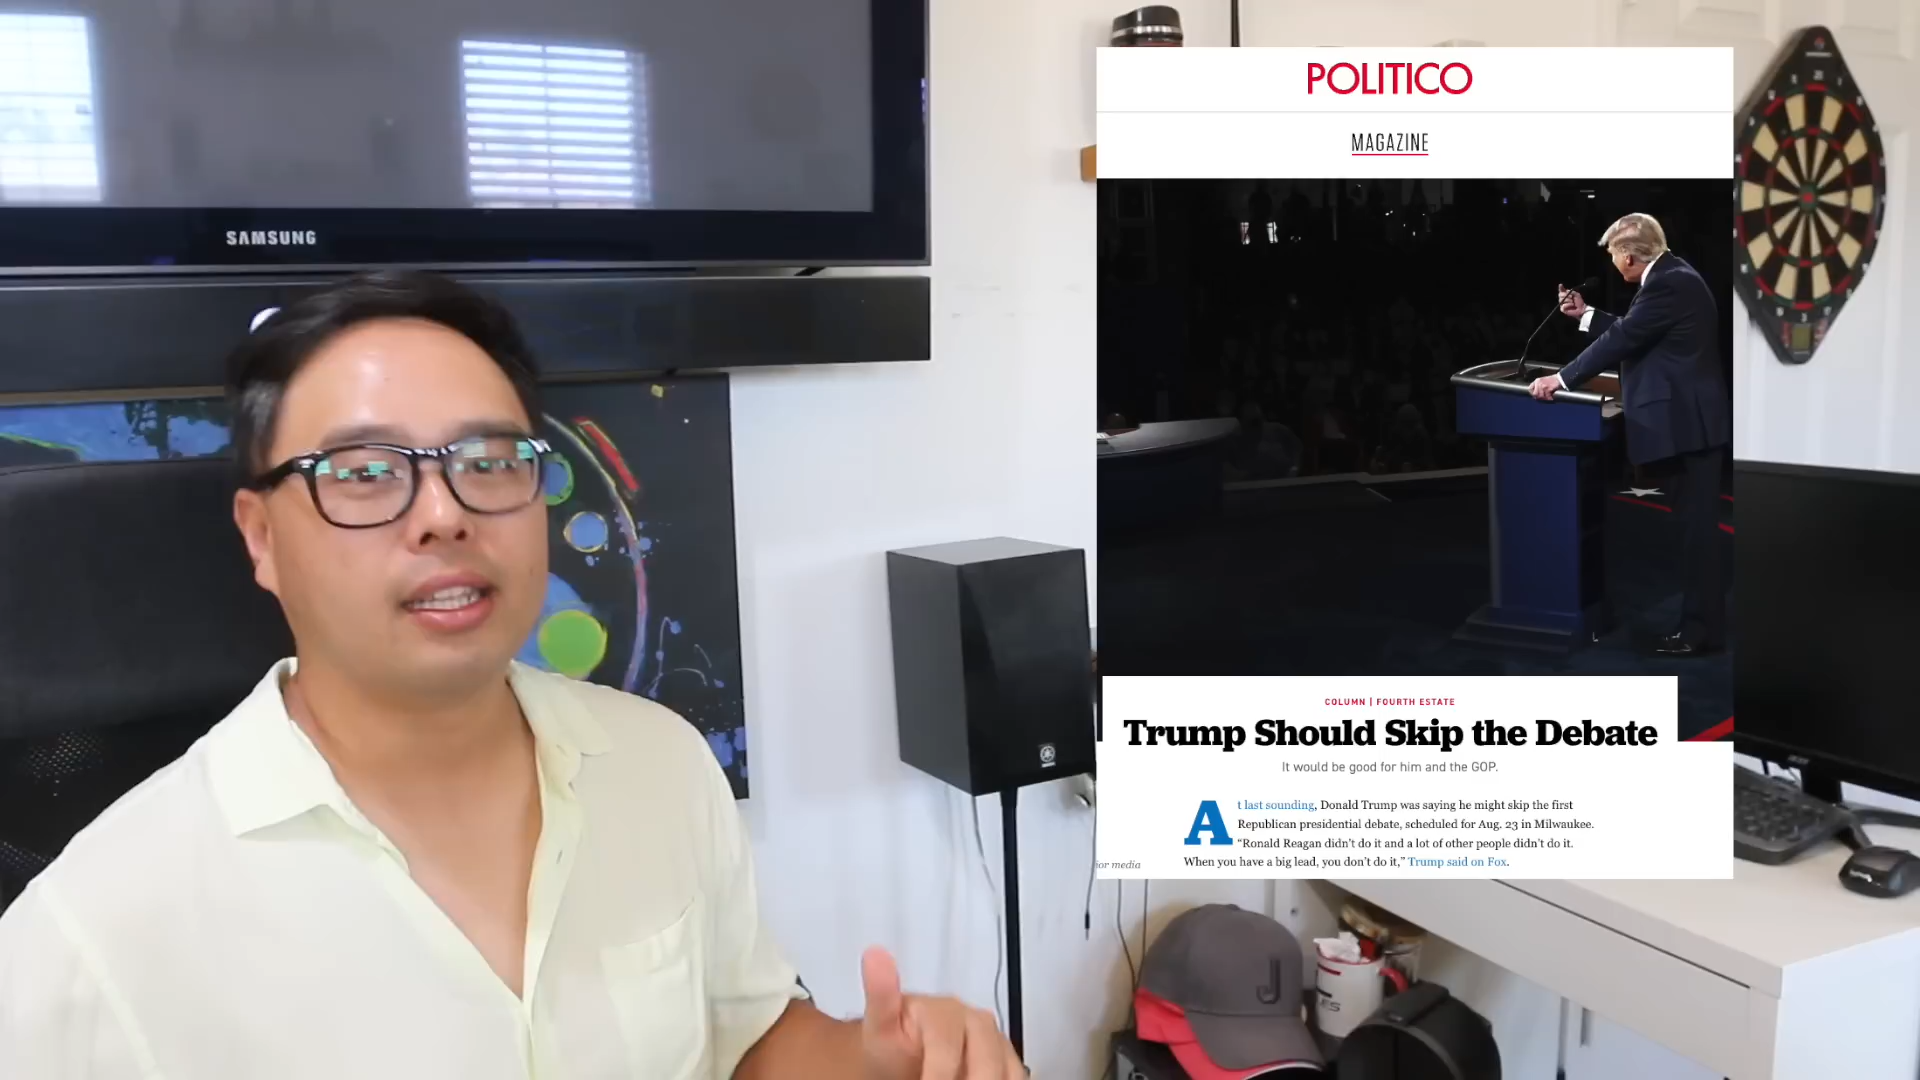 SAMSUNG
POLITICO
MAGAZINE
COLUMN | FOURTH ESTATE
Trump Should Skip the Debate
It would be good for him and the GOP.
At last sounding, Donald Trump was saying he might skip the first
Republican presidential debate, scheduled for Aug. 23 in Milwaukee.
“Ronald Reagan didn’t do it and a lot of other people didn’t do it.
When you have a big lead, you don’t do it,” Trump said on Fox.
ior media
J